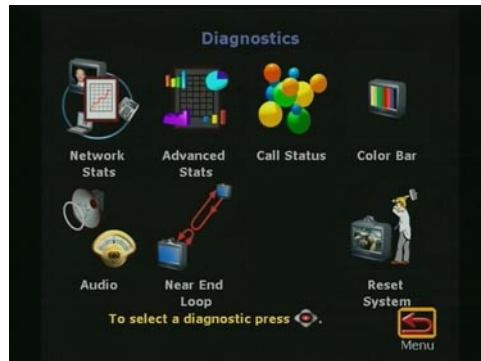 Diagnostics
Network Stats
Advanced Stats
Call Status
Color Bar
Audio
Near End Loop
Reset System
To select a diagnostic press .
Menu